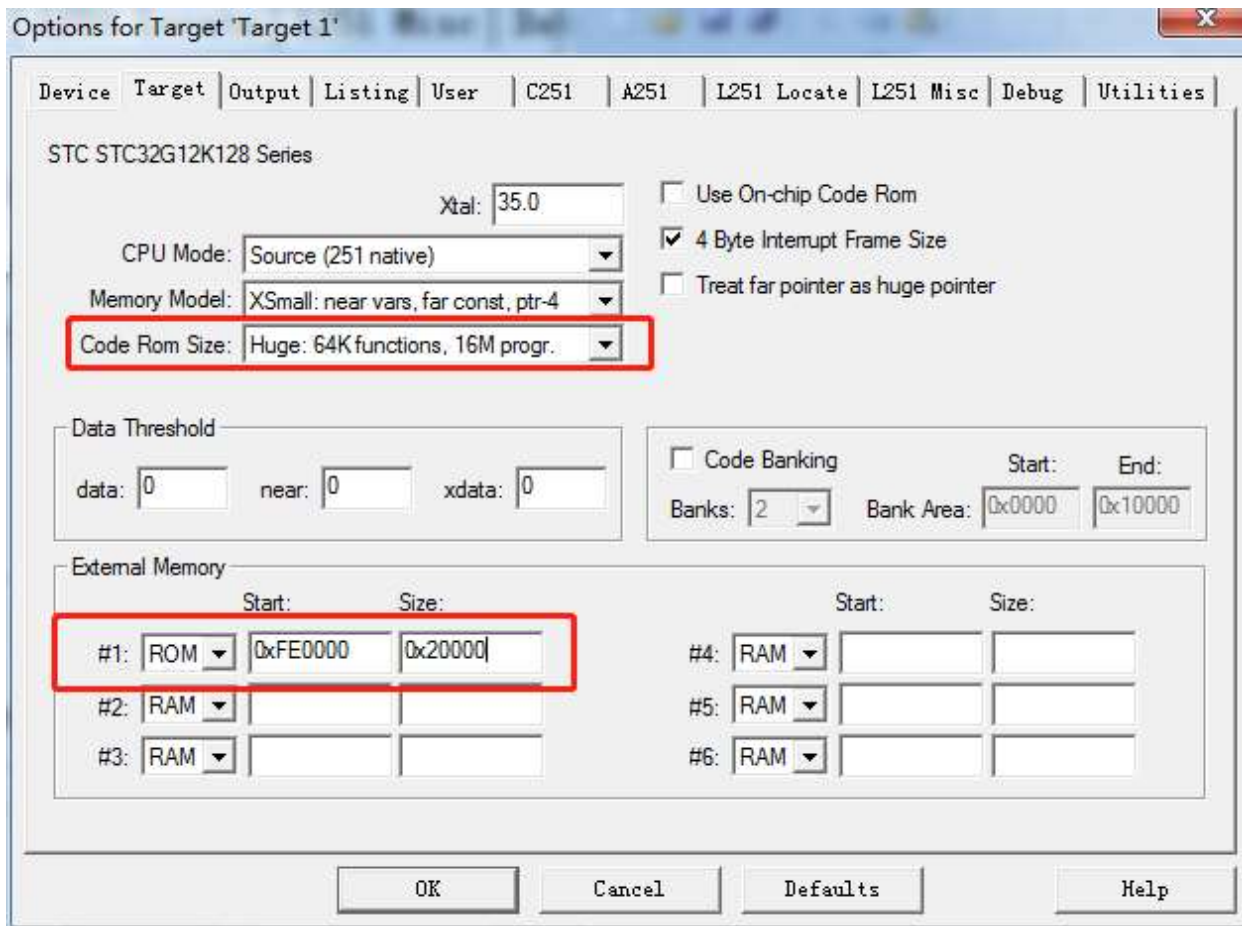 Options for Target 'Target 1'
Device Target Output Listing User C251 A251 L251 Locate L251 Misc Debug Utilities
STC STC32G12K128 Series
Xtal: 35.0
Use On-chip Code Rom
CPU Mode: Source (251 native)
4 Byte Interrupt Frame Size
Memory Model: XSmall: near vars, far const, ptr-4
Treat far pointer as huge pointer
Code Rom Size: Huge: 64K functions, 16M progr.
Data Threshold
data: 0 near: 0 xdata: 0
Code Banking Start: End:
Banks: 2 Bank Area: 0x0000 0x10000
External Memory
Start: Size: Start: Size:
#1: ROM 0xFE0000 0x20000 #4: RAM
#2: RAM #5: RAM
#3: RAM #6: RAM
OK Cancel Defaults Help